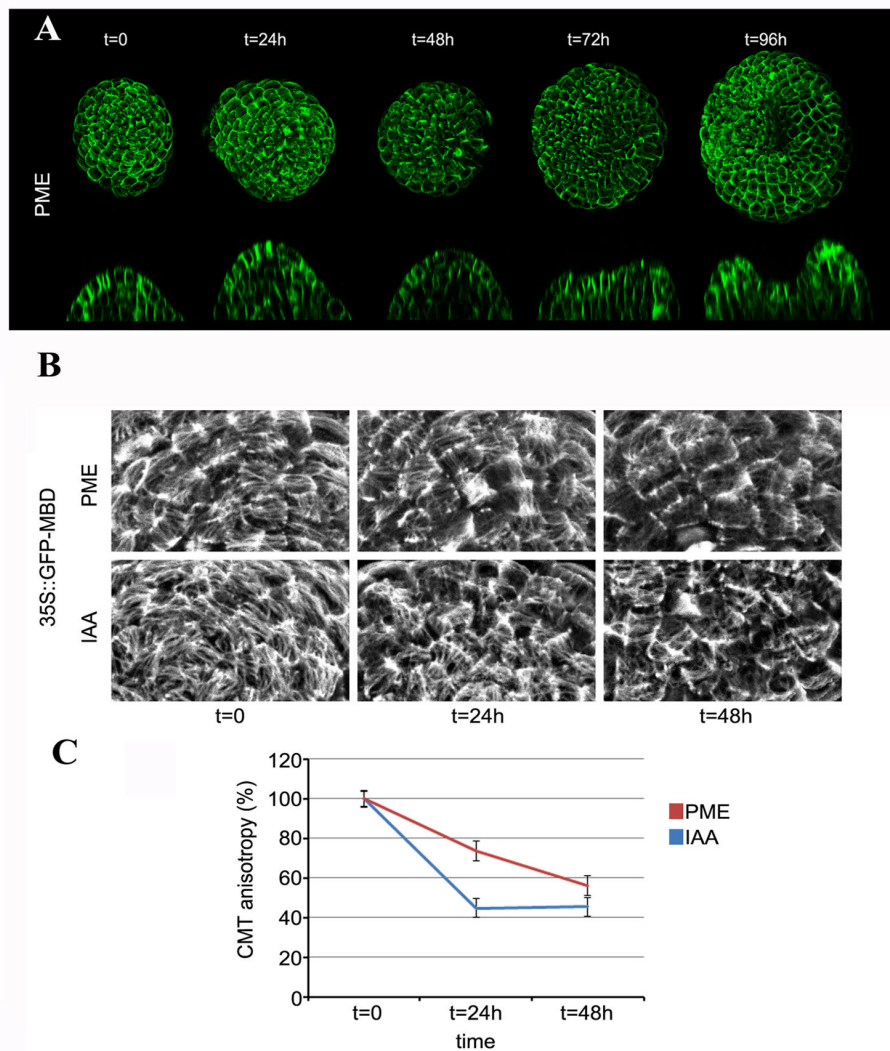 A
t=0 t=24h t=48h t=72h t=96h
PME
B
35S::GFP-MBD
PME
IAA
t=0 t=24h t=48h
C
120
100
80
60
40
20
0
CMT anisotropy (%)
t=0 t=24h t=48h
time
PME
IAA